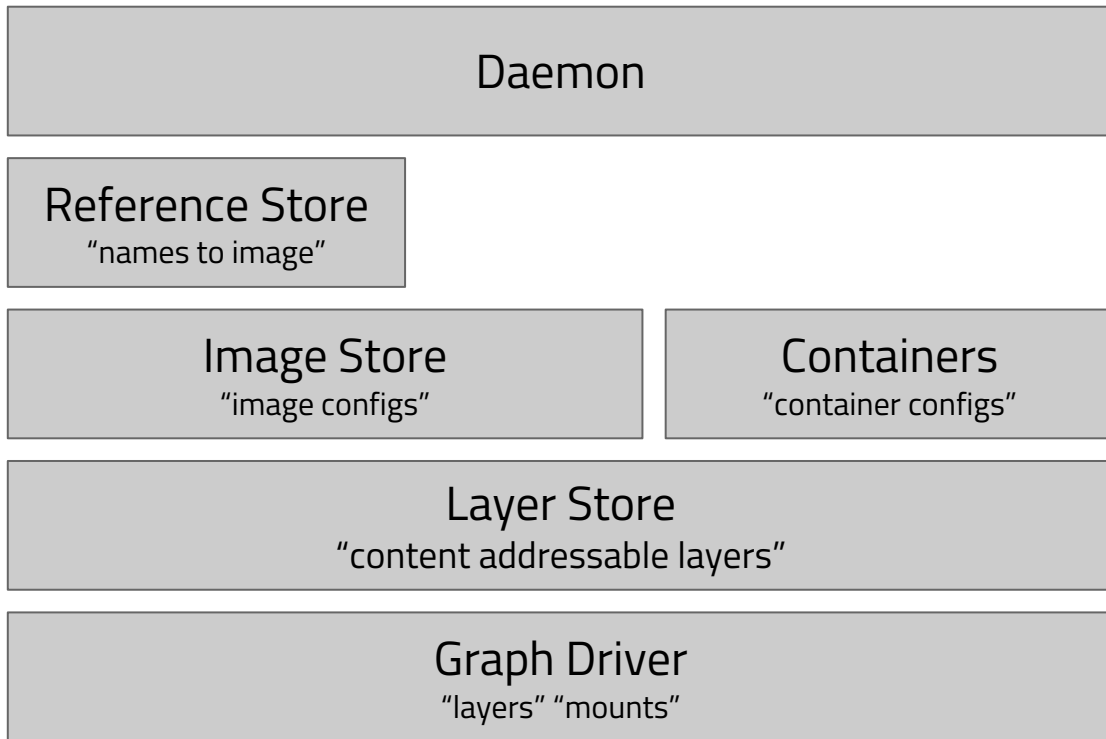 Daemon
Reference Store
“names to image”
Image Store
“image configs”
Containers
“container configs”
Layer Store
“content addressable layers”
Graph Driver
“layers” “mounts”